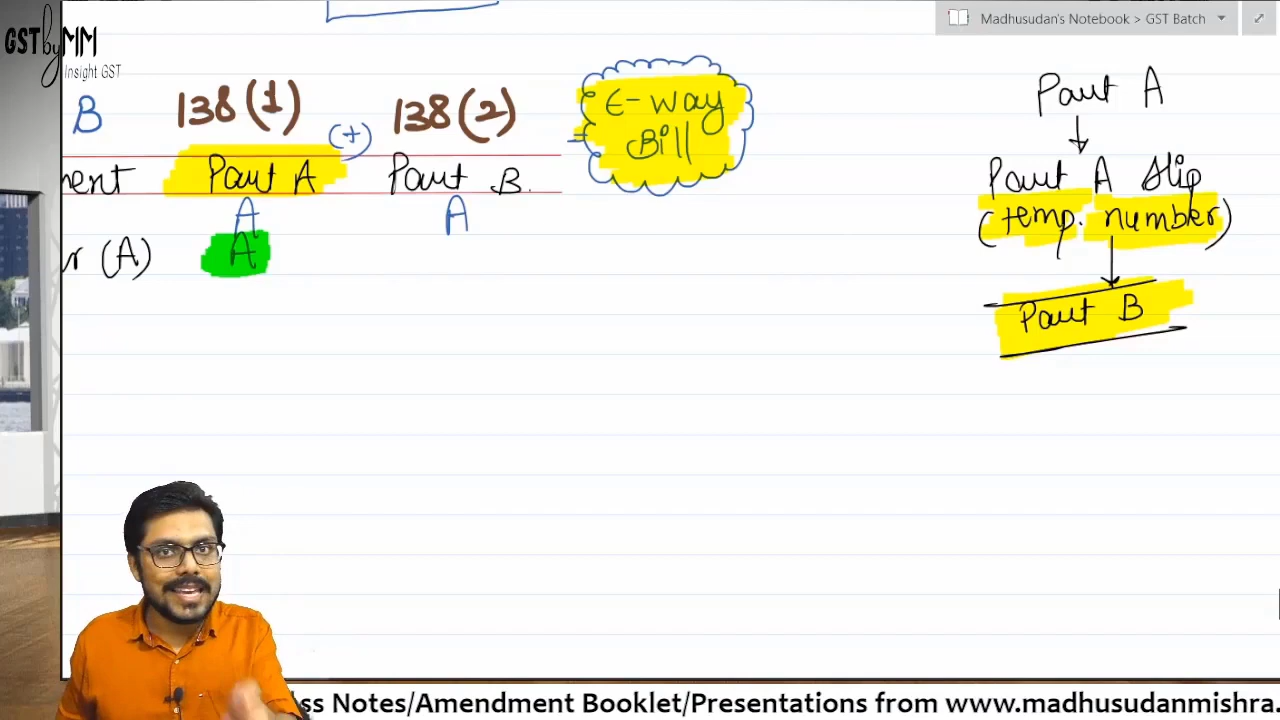 GST by MM
Insight GST
Madhusudan's Notebook > GST Batch
B 138(1) (+) 138(2) = E-way
Bill
ment Part A Part B.
A A
r (A) A
Part A
Part A Slip
(temp. number)
Part B
ss Notes/Amendment Booklet/Presentations from www.madhusudanmishra.